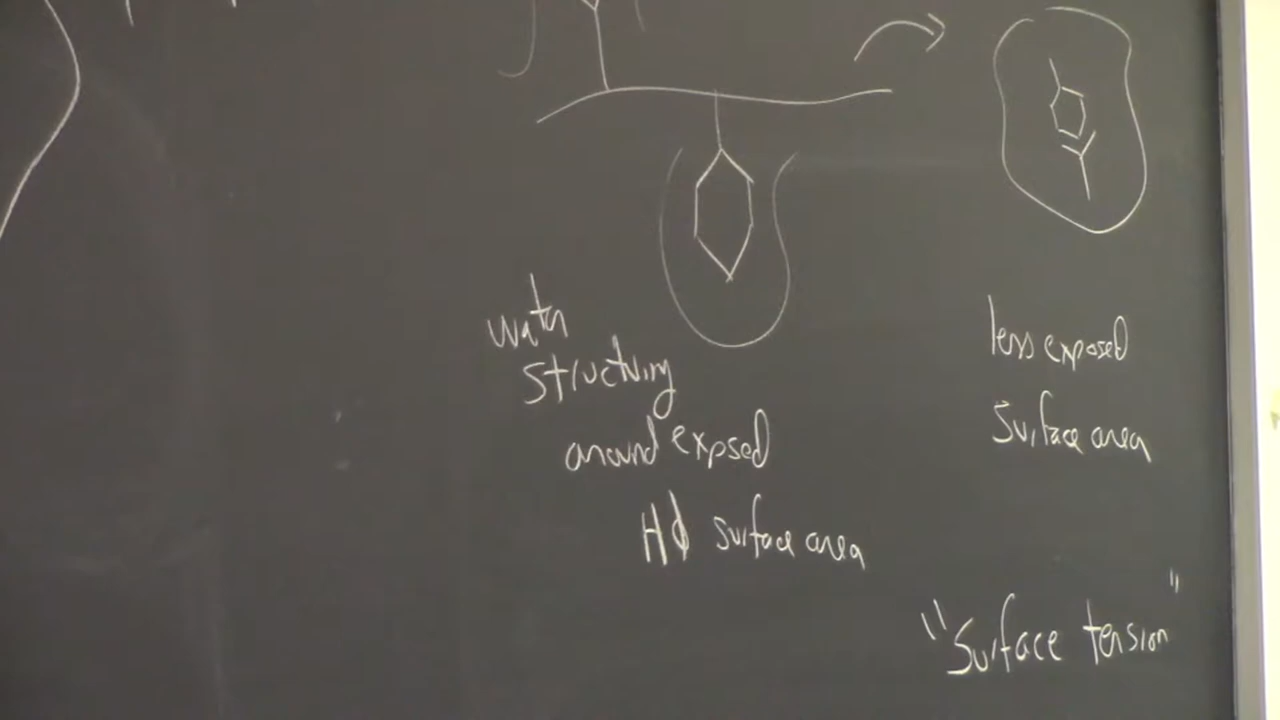 water
structuring
around exposed
Hφ surface area
less exposed
surface area
"Surface tension"